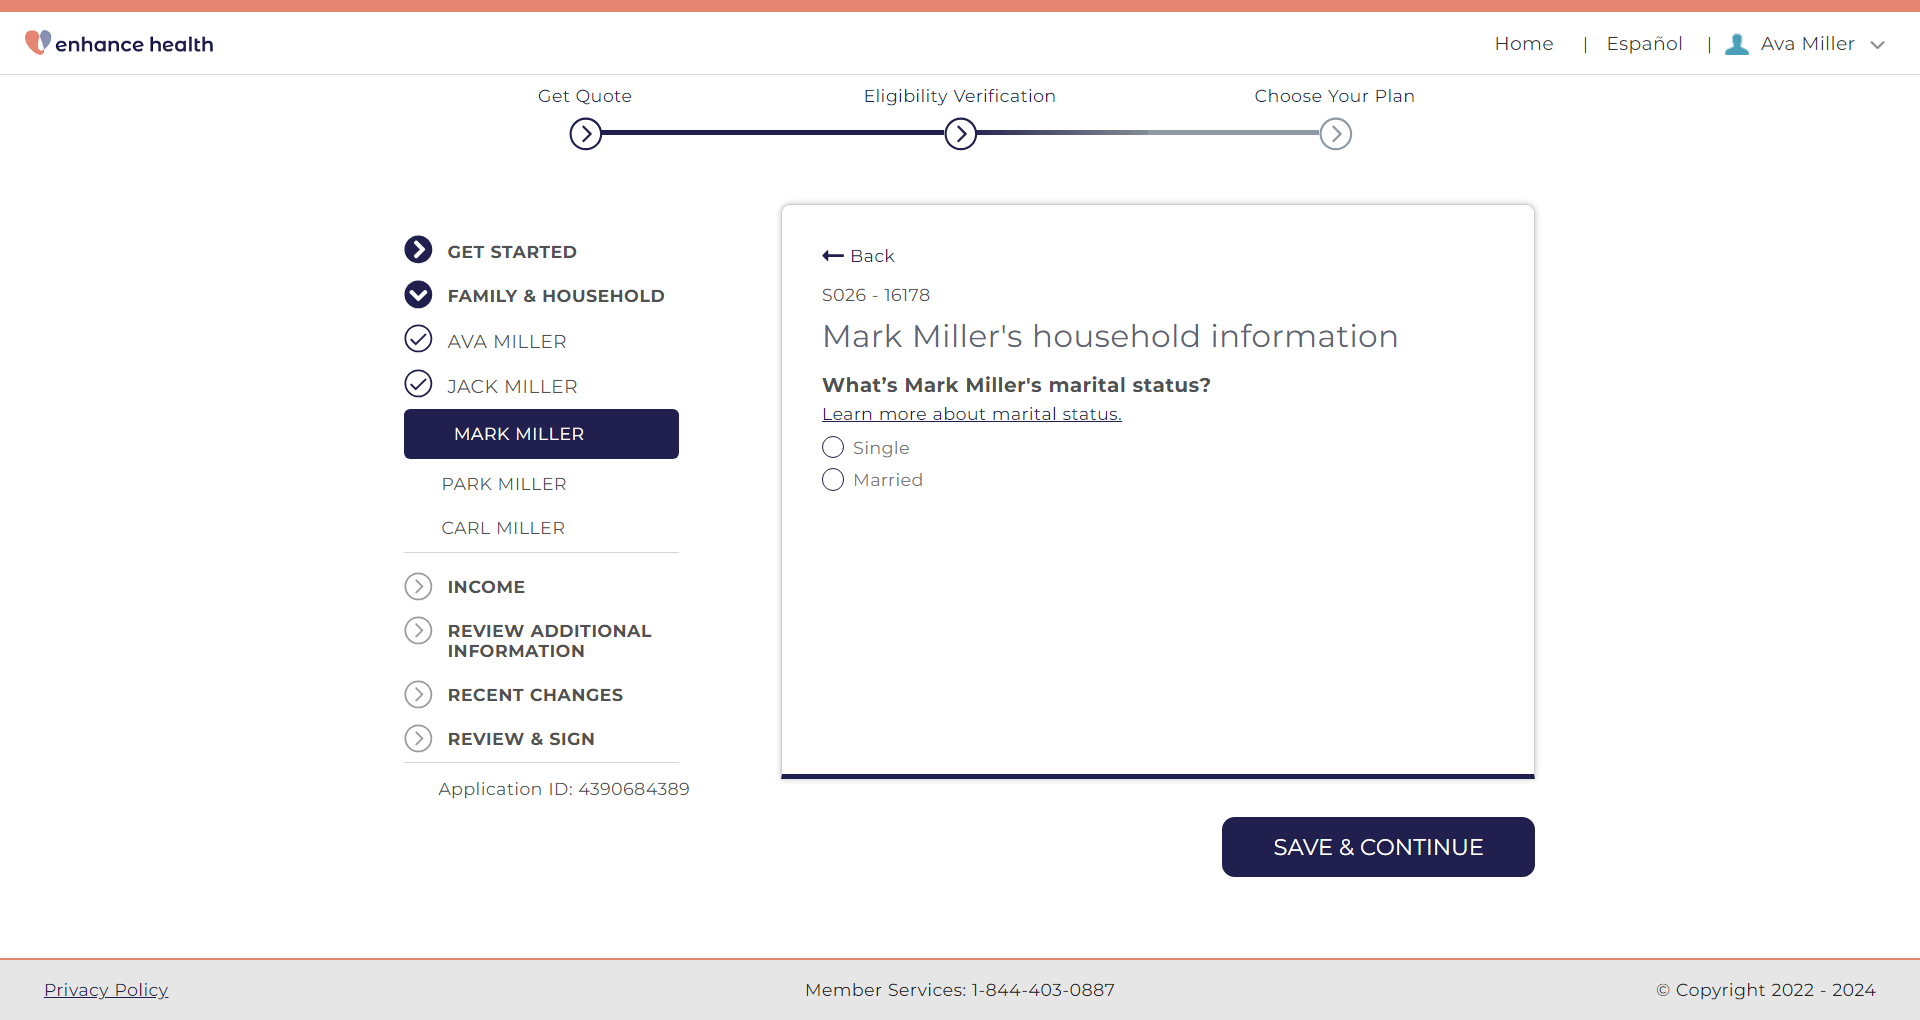 enhance health
Home | Español | Ava Miller
Get Quote
Eligibility Verification
Choose Your Plan
GET STARTED
FAMILY & HOUSEHOLD
AVA MILLER
JACK MILLER
MARK MILLER
PARK MILLER
CARL MILLER
INCOME
REVIEW ADDITIONAL
INFORMATION
RECENT CHANGES
REVIEW & SIGN
Application ID: 4390684389
Back
S026 - 16178
Mark Miller's household information
What’s Mark Miller's marital status?
Learn more about marital status.
Single
Married
SAVE & CONTINUE
Privacy Policy
Member Services: 1-844-403-0887
© Copyright 2022 - 2024